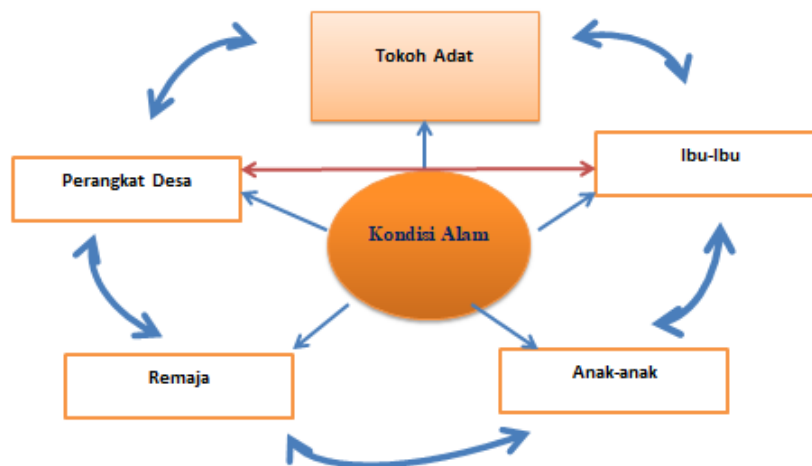 Tokoh Adat
Ibu-Ibu
Perangkat Desa
Kondisi Alam
Remaja
Anak-anak